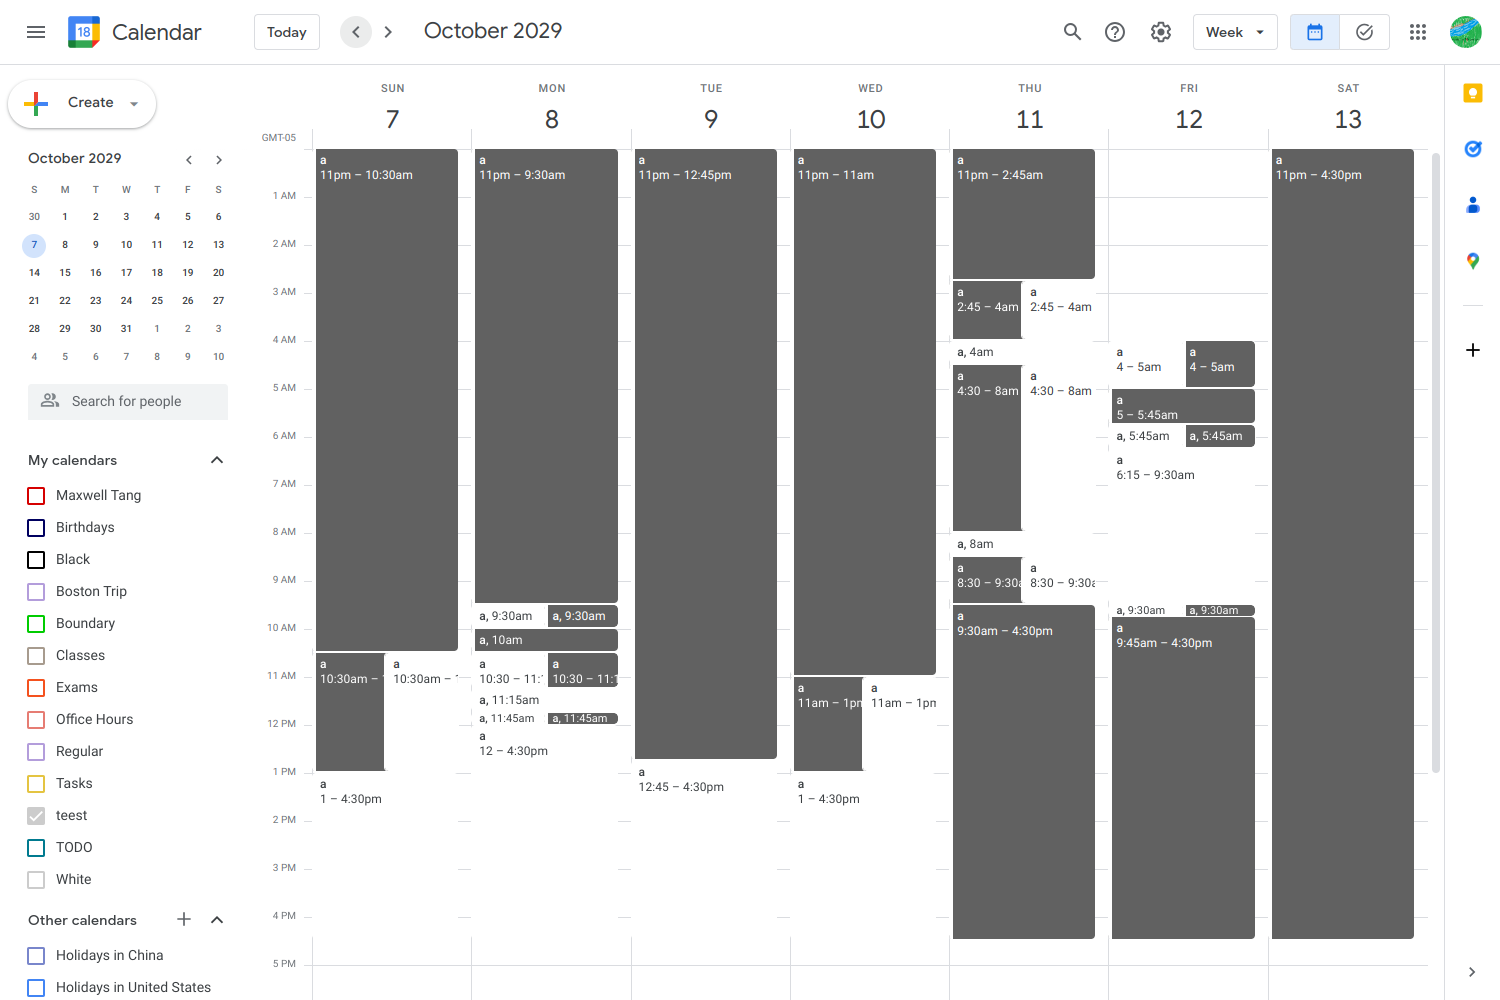 18 Calendar
Today
October 2029
Week
Create
October 2029
S M T W T F S
30 1 2 3 4 5 6
7 8 9 10 11 12 13
14 15 16 17 18 19 20
21 22 23 24 25 26 27
28 29 30 31 1 2 3
4 5 6 7 8 9 10
Search for people
My calendars
Maxwell Tang
Birthdays
Black
Boston Trip
Boundary
Classes
Exams
Office Hours
Regular
Tasks
teest
TODO
White
Other calendars
Holidays in China
Holidays in United States
GMT-05
1 AM
2 AM
3 AM
4 AM
5 AM
6 AM
7 AM
8 AM
9 AM
10 AM
11 AM
12 PM
1 PM
2 PM
3 PM
4 PM
5 PM
SUN
7
a
11pm – 10:30am
a
10:30am –
a
10:30am –
a
1 – 4:30pm
MON
8
a
11pm – 9:30am
a, 9:30am
a, 9:30am
a, 10am
a
10:30 – 11:
a
10:30 – 11:1
a, 11:15am
a, 11:45am
a, 11:45am
a
12 – 4:30pm
TUE
9
a
11pm – 12:45pm
a
12:45 – 4:30pm
WED
10
a
11pm – 11am
a
11am – 1pm
a
11am – 1pm
a
1 – 4:30pm
THU
11
a
11pm – 2:45am
a
2:45 – 4am
a
2:45 – 4am
a, 4am
a
4:30 – 8am
a
4:30 – 8am
a, 8am
a
8:30 – 9:30a
a
8:30 – 9:30a
a
9:30am – 4:30pm
FRI
12
a
4 – 5am
a
4 – 5am
a
5 – 5:45am
a, 5:45am
a, 5:45am
a
6:15 – 9:30am
a, 9:30am
a, 9:30am
a
9:45am – 4:30pm
SAT
13
a
11pm – 4:30pm